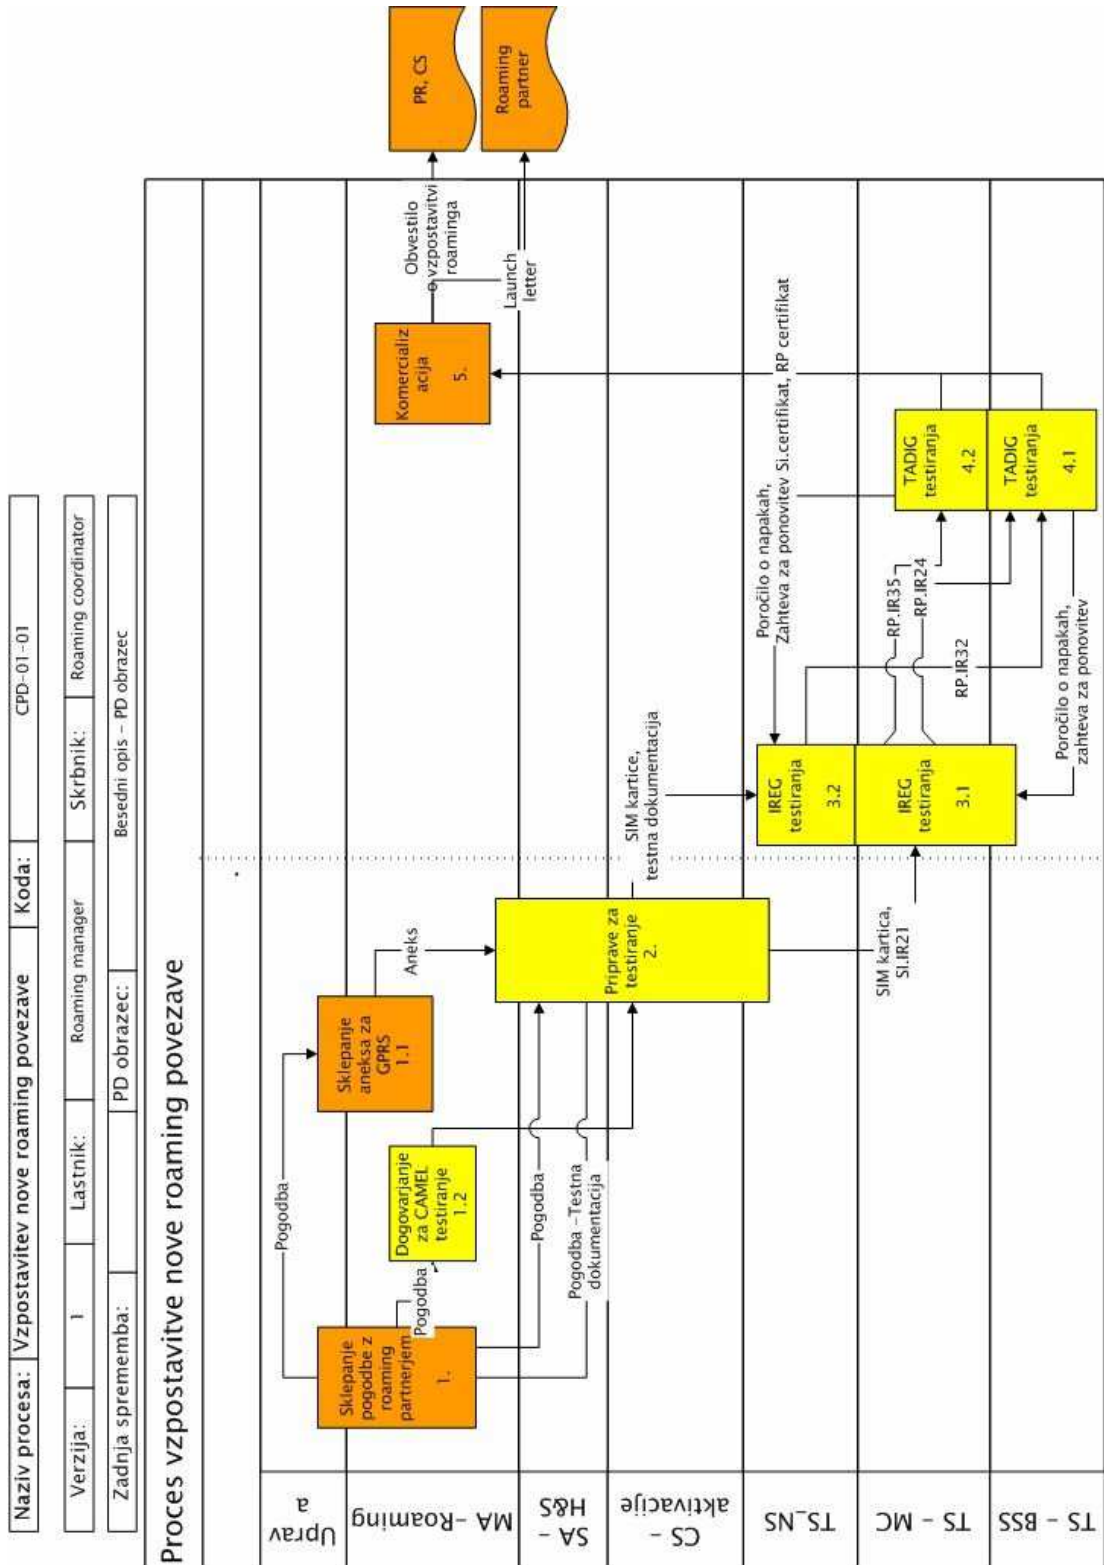 Naziv procesa:
Vzpostavitev nove roaming povezave
Koda:
CPD-01-01
Verzija:
1
Lastnik:
Roaming manager
Skrbnik:
Roaming coordinator
Zadnja sprememba:
PD obrazec:
Besedni opis – PD obrazec
Proces vzpostavitve nove roaming povezave
Uprav
a
MA -Roaming
SA -
H&S
CS -
aktivacije
TS_NS
TS - MC
TS - BSS
Sklepanje
pogodbe z
roaming
partnerjem
1.
Pogodba
Pogodba
Pogodba
Pogodba -Testna
dokumentacija
Dogovarjanje
za CAMEL
testiranje
1.2
Sklepanje
aneksa za
GPRS
1.1
Aneks
Priprave za
testiranje
2.
SIM kartica,
SI.IR21
SIM kartice,
testna dokumentacija
IREG
testiranja
3.2
IREG
testiranja
3.1
RP.IR32
RP.IR35
RP.IR24
Poročilo o napakah,
Zahteva za ponovitev
Si.certifikat, RP certifikat
Poročilo o napakah,
zahteva za ponovitev
TADIG
testiranja
4.2
TADIG
testiranja
4.1
Komercializ
acija
5.
Obvestilo
o vzpostavitvi
roaminga
Launch
letter
PR, CS
Roaming
partner